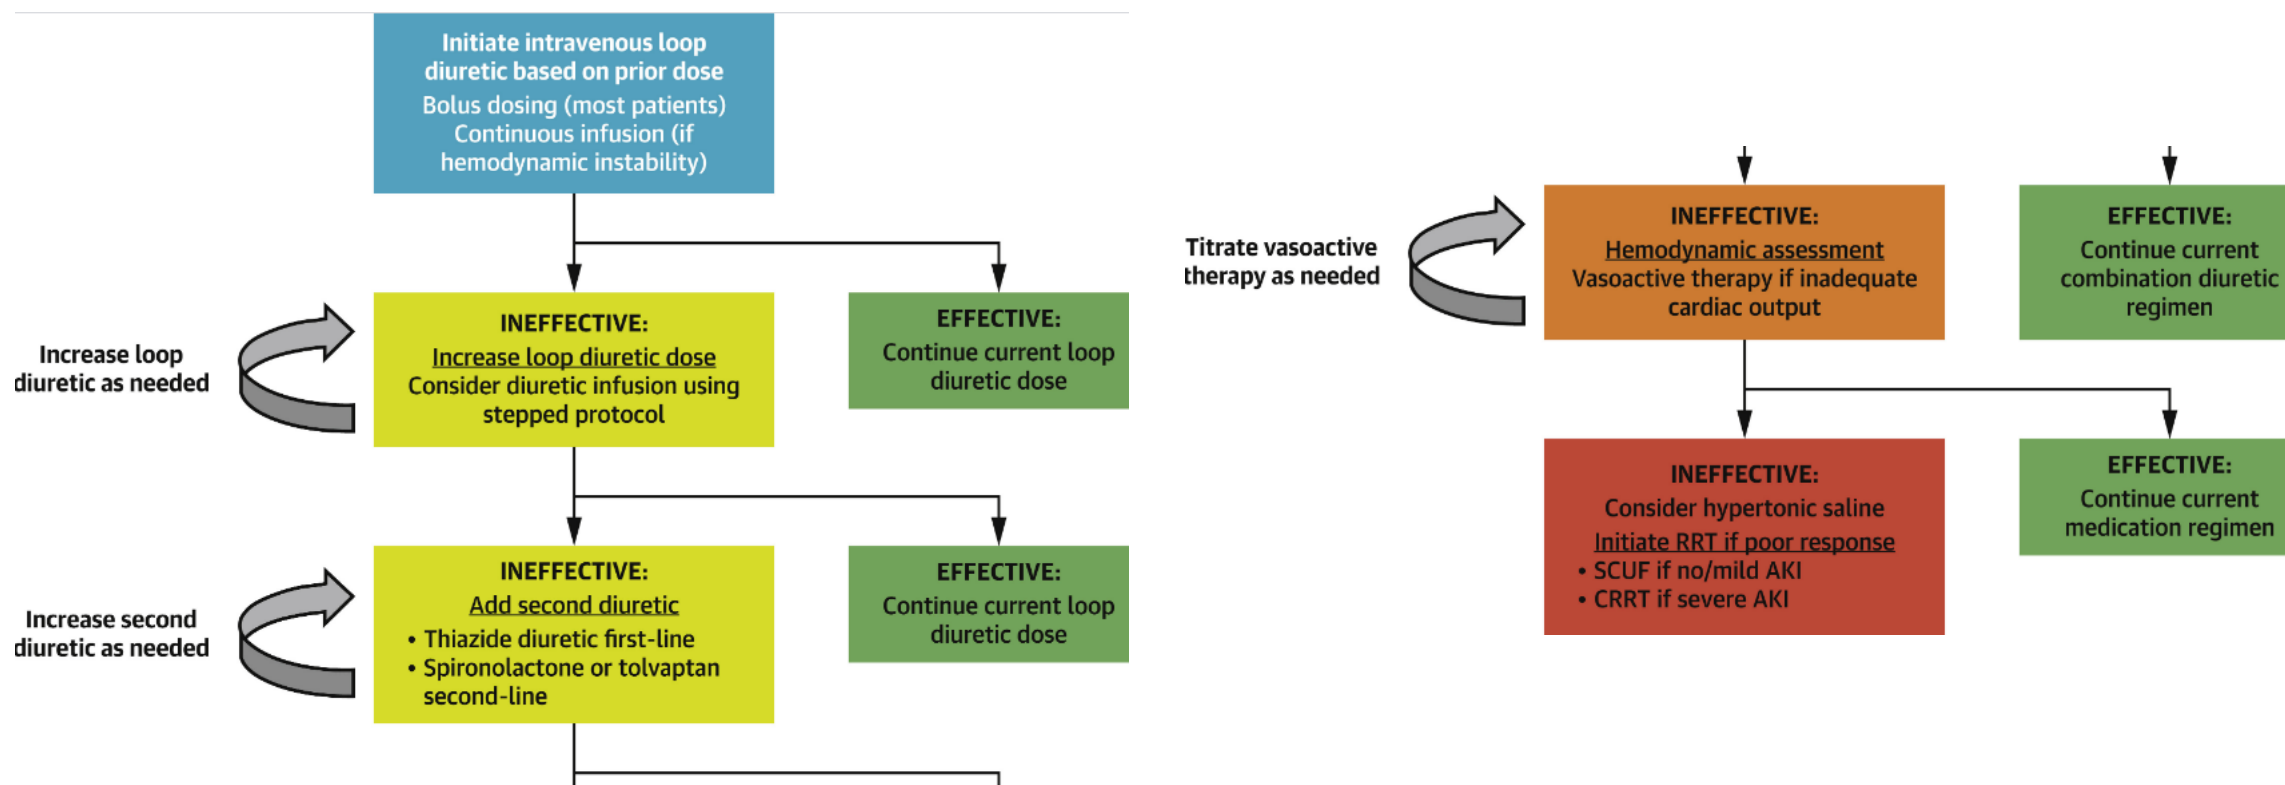 Initiate intravenous loop
diuretic based on prior dose
Bolus dosing (most patients)
Continuous infusion (if
hemodynamic instability)
Increase loop
diuretic as needed
INEFFECTIVE:
Increase loop diuretic dose
Consider diuretic infusion using
stepped protocol
EFFECTIVE:
Continue current loop
diuretic dose
Increase second
diuretic as needed
INEFFECTIVE:
Add second diuretic
• Thiazide diuretic first-line
• Spironolactone or tolvaptan
second-line
EFFECTIVE:
Continue current loop
diuretic dose
Titrate vasoactive
therapy as needed
INEFFECTIVE:
Hemodynamic assessment
Vasoactive therapy if inadequate
cardiac output
EFFECTIVE:
Continue current
combination diuretic
regimen
INEFFECTIVE:
Consider hypertonic saline
Initiate RRT if poor response
• SCUF if no/mild AKI
• CRRT if severe AKI
EFFECTIVE:
Continue current
medication regimen